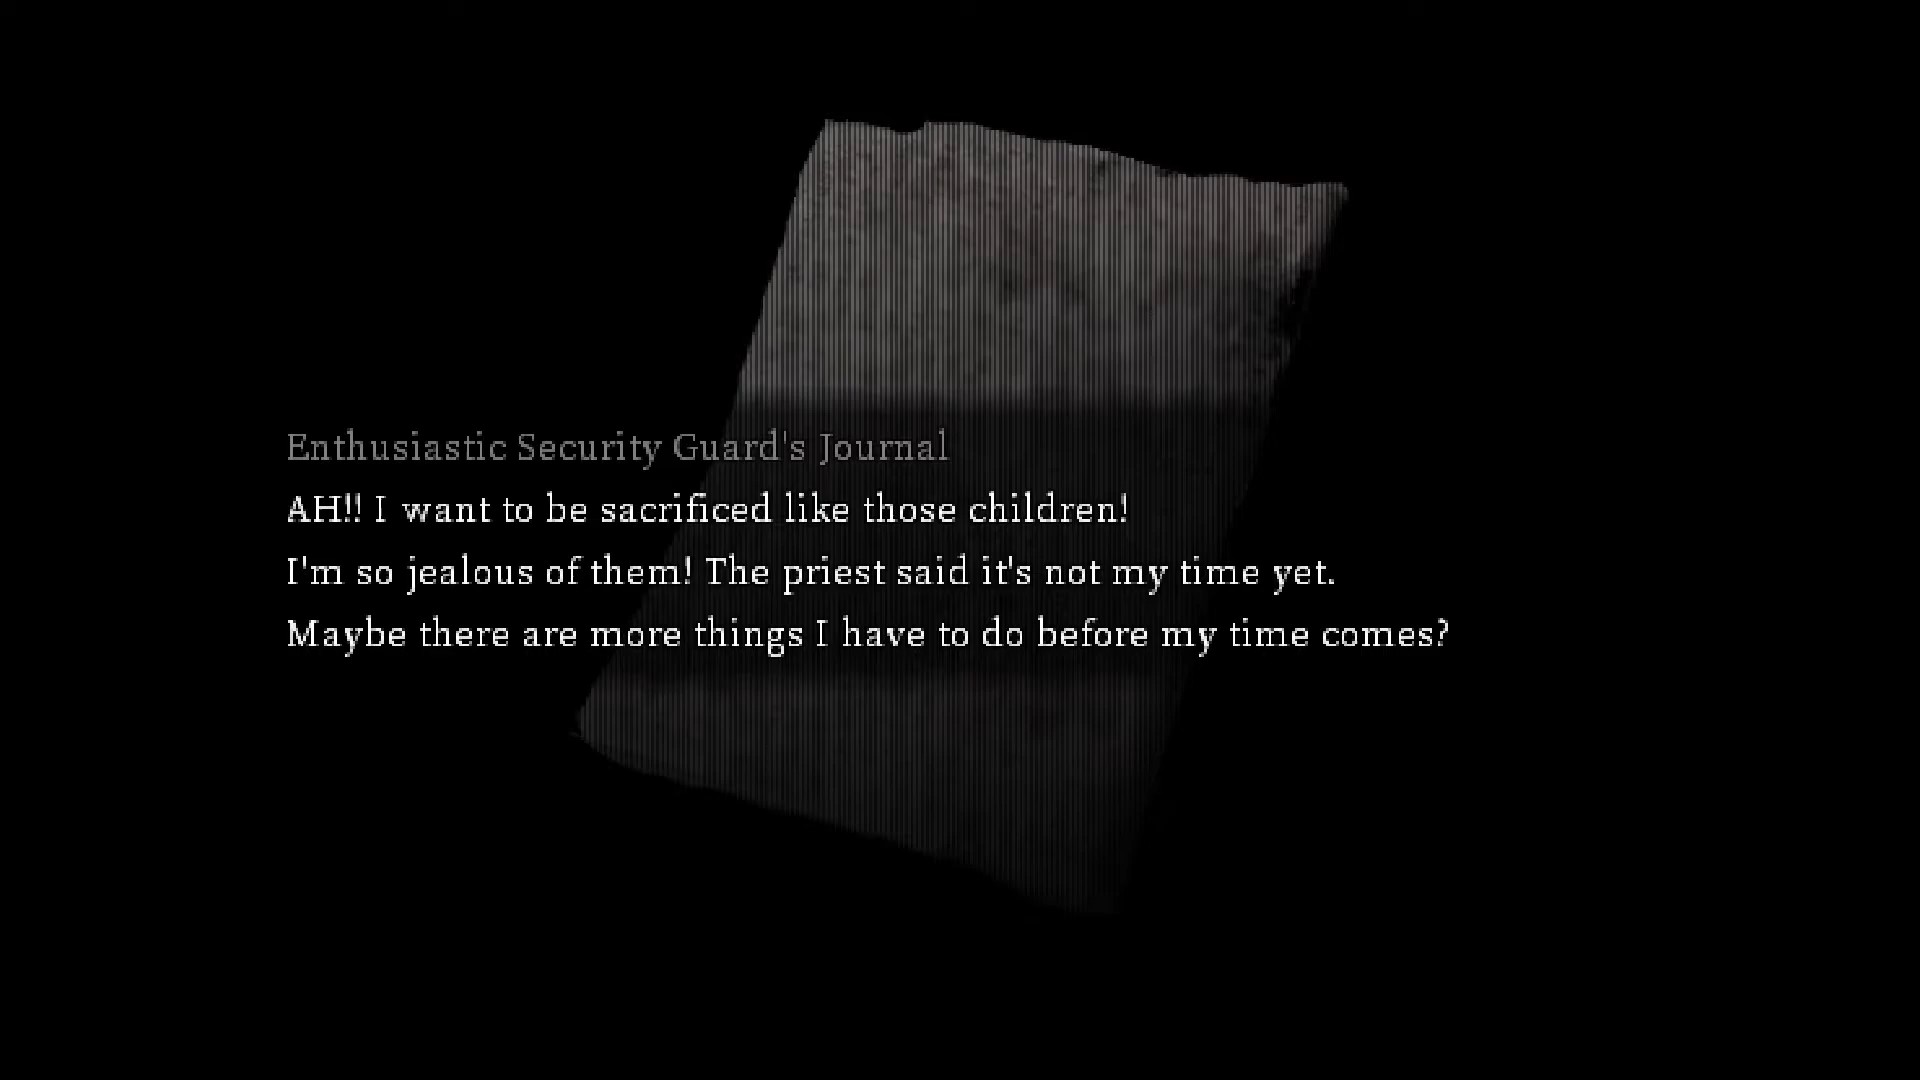 Enthusiastic Security Guard's Journal
AH!! I want to be sacrificed like those children!
I'm so jealous of them! The priest said it's not my time yet.
Maybe there are more things I have to do before my time comes?